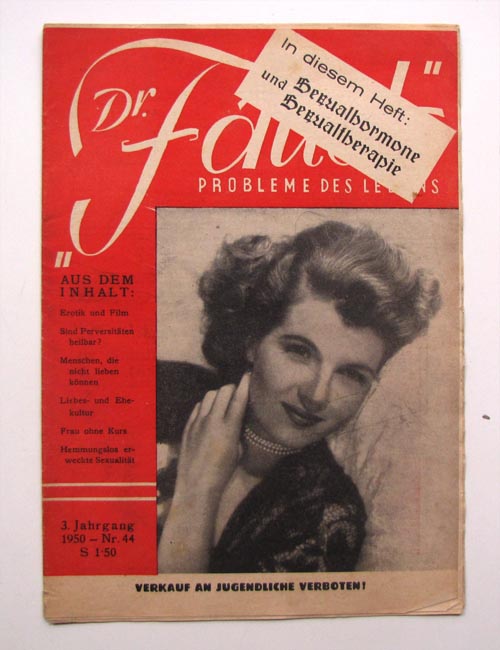 In diesem Heft:
Sexualhormone
und Sexualtherapie
„Dr.
Faust"
PROBLEME DES LEBENS
AUS DEM
INHALT:
Erotik und Film
Sind Perversitäten
heilbar?
Menschen, die
nicht lieben
können
Liebes- und Ehe-
kultur
Frau ohne Kurs
Hemmungslos er-
weckte Sexualität
3. Jahrgang
1950 – Nr. 44
S 1·50
VERKAUF AN JUGENDLICHE VERBOTEN!